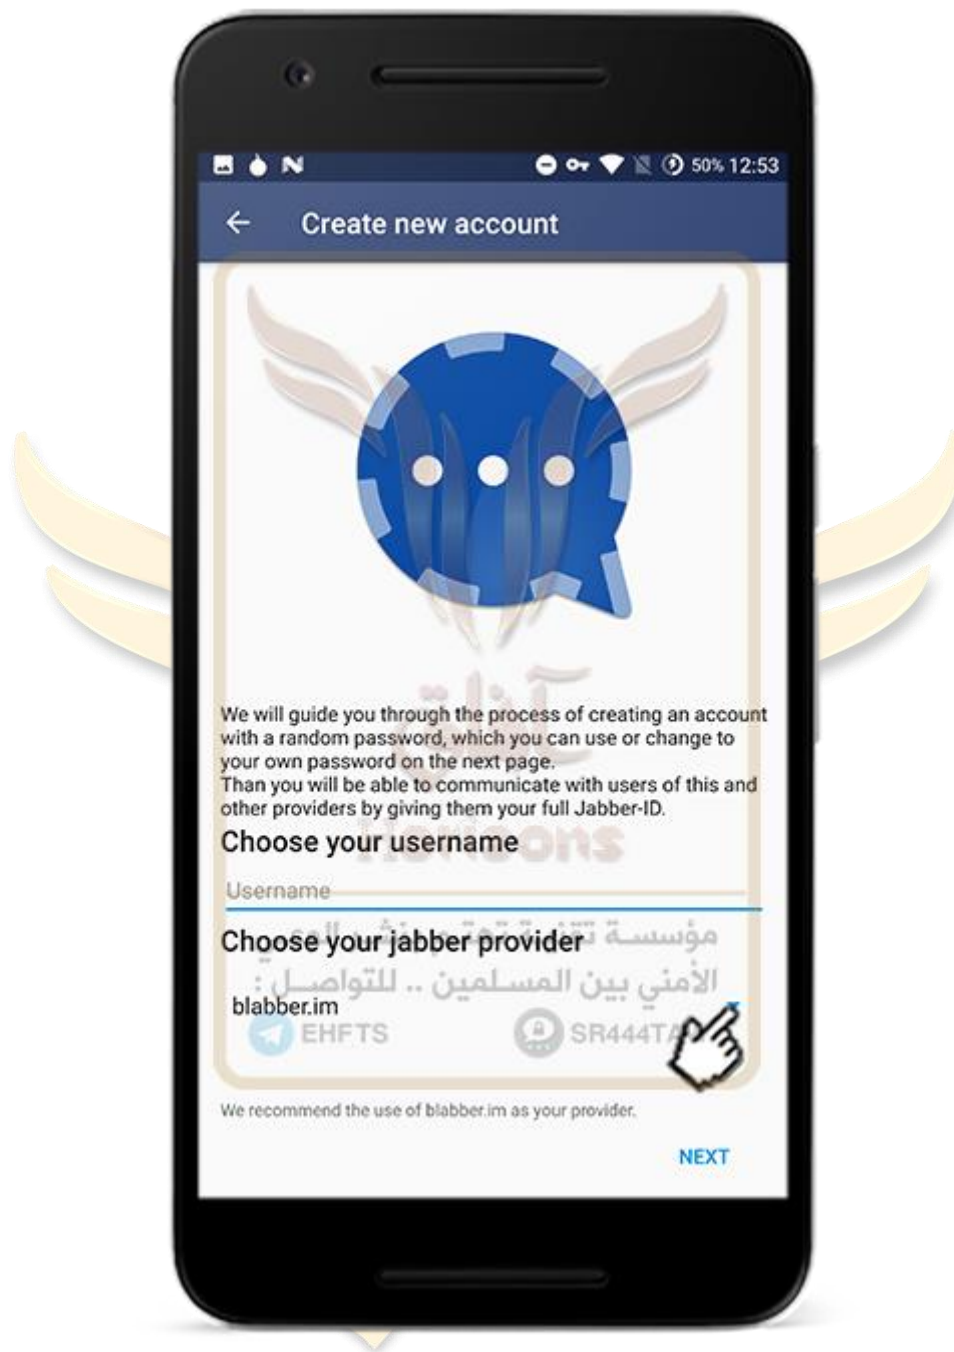 50% 12:53
Create new account
آفاق
We will guide you through the process of creating an account
with a random password, which you can use or change to
your own password on the next page.
Than you will be able to communicate with users of this and
other providers by giving them your full Jabber-ID.
Choose your username
Username
مؤسسة تقنية
Choose your jabber provider
الأمني بين المسلمين .. للتواصل :
blabber.im
EHFTS
SR444T
We recommend the use of blabber.im as your provider.
NEXT